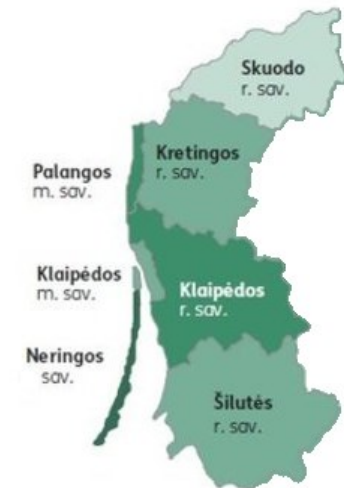 Skuodo
r. sav.
Kretingos
r. sav.
Palangos
m. sav.
Klaipėdos
m. sav.
Klaipėdos
r. sav.
Neringos
sav.
Šilutės
r. sav.